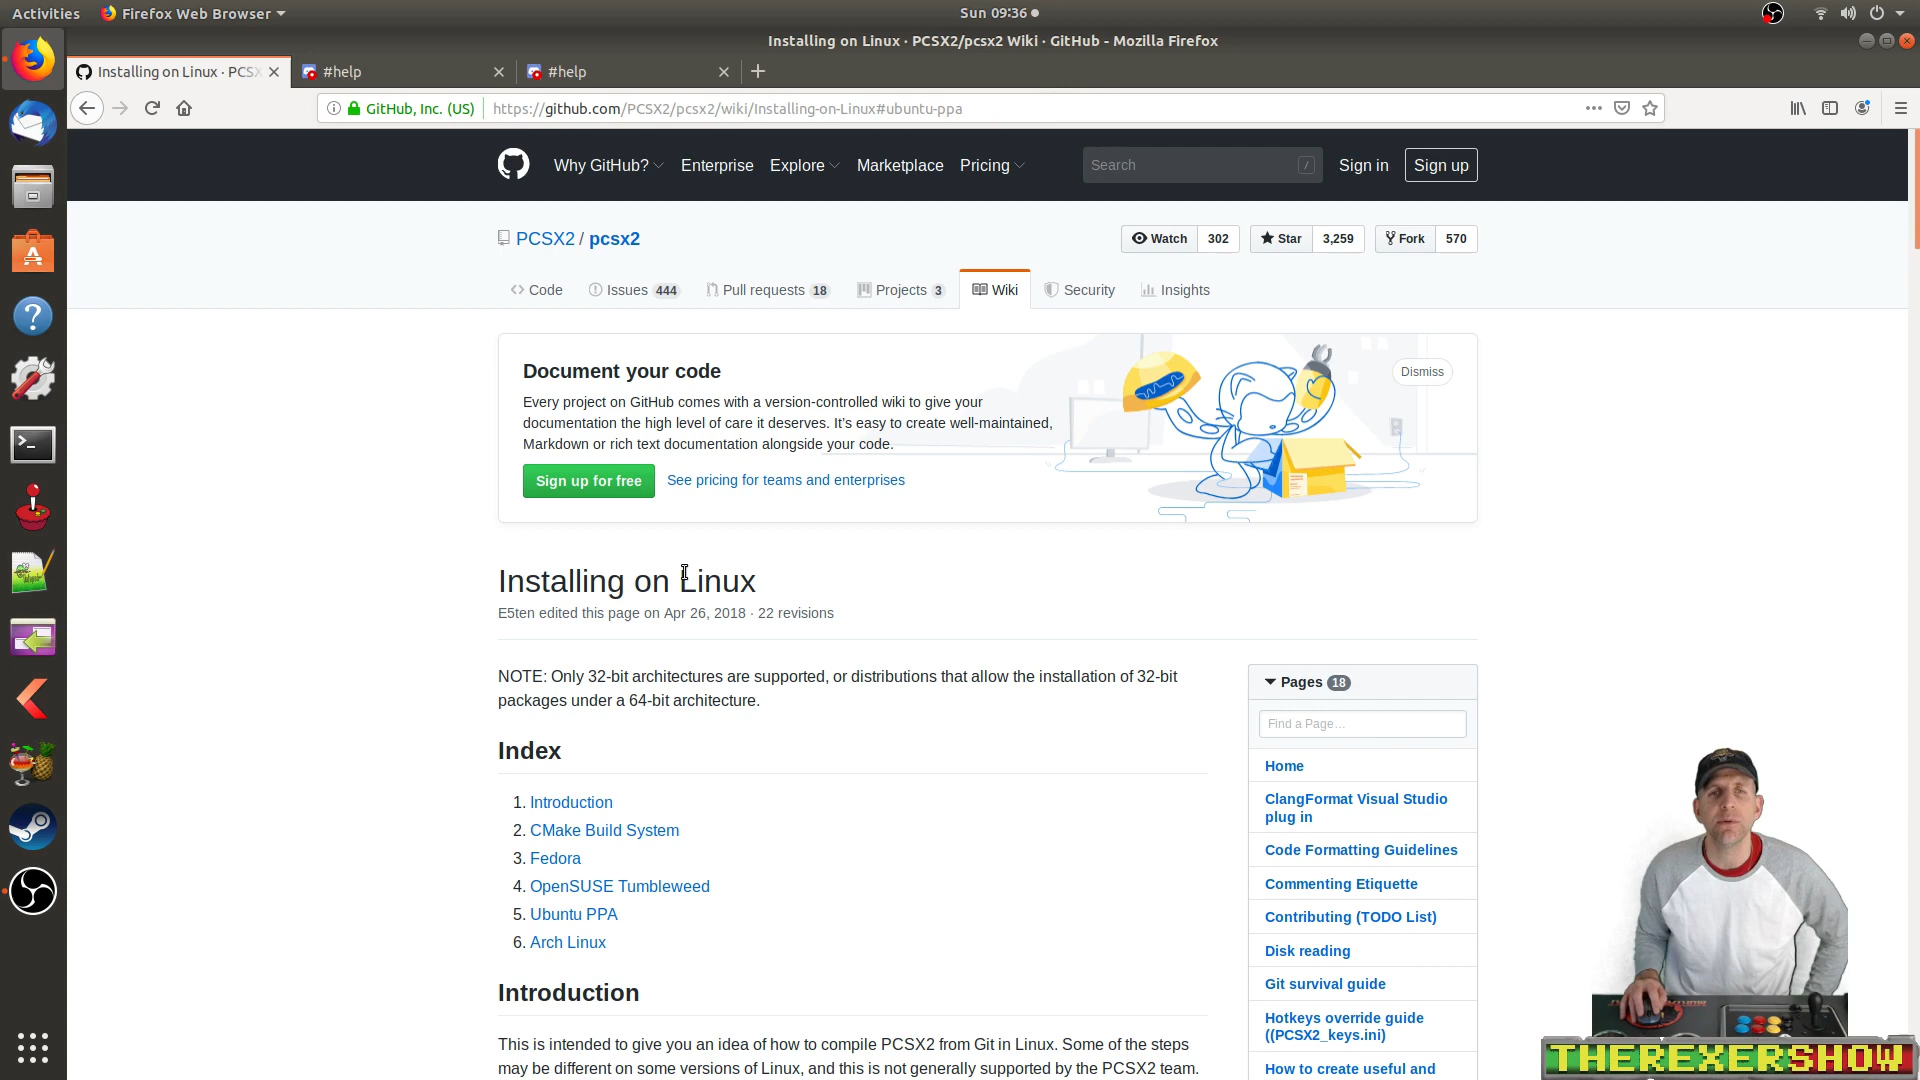 Activities
Firefox Web Browser
Sun 09:36
Installing on Linux · PCSX2/pcsx2 Wiki · GitHub - Mozilla Firefox
Installing on Linux · PCSX
#help
#help
GitHub, Inc. (US)
https://github.com/PCSX2/pcsx2/wiki/Installing-on-Linux#ubuntu-ppa
Why GitHub?
Enterprise
Explore
Marketplace
Pricing
Search
/
Sign in
Sign up
PCSX2 / pcsx2
Watch 302
Star 3,259
Fork 570
Code
Issues 444
Pull requests 18
Projects 3
Wiki
Security
Insights
Document your code
Dismiss
Every project on GitHub comes with a version-controlled wiki to give your
documentation the high level of care it deserves. It's easy to create well-maintained,
Markdown or rich text documentation alongside your code.
Sign up for free
See pricing for teams and enterprises
Installing on Linux
E5ten edited this page on Apr 26, 2018 · 22 revisions
NOTE: Only 32-bit architectures are supported, or distributions that allow the installation of 32-bit
packages under a 64-bit architecture.
Index
1. Introduction
2. CMake Build System
3. Fedora
4. OpenSUSE Tumbleweed
5. Ubuntu PPA
6. Arch Linux
Introduction
This is intended to give you an idea of how to compile PCSX2 from Git in Linux. Some of the steps
may be different on some versions of Linux, and this is not generally supported by the PCSX2 team.
Pages 18
Find a Page…
Home
ClangFormat Visual Studio
plug in
Code Formatting Guidelines
Commenting Etiquette
Contributing (TODO List)
Disk reading
Git survival guide
Hotkeys override guide
((PCSX2_keys.ini)
How to create useful and
THEREXERSHOW